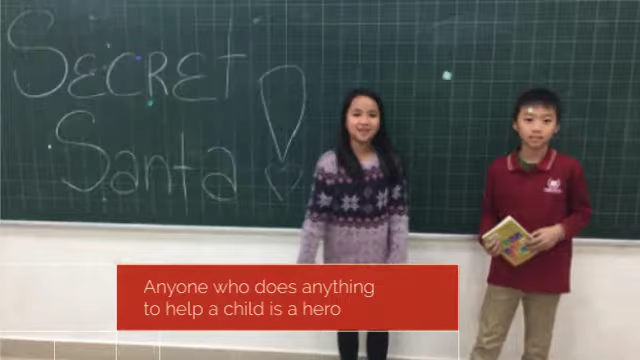 SECRET
Santa!
Anyone who does anything
to help a child is a hero